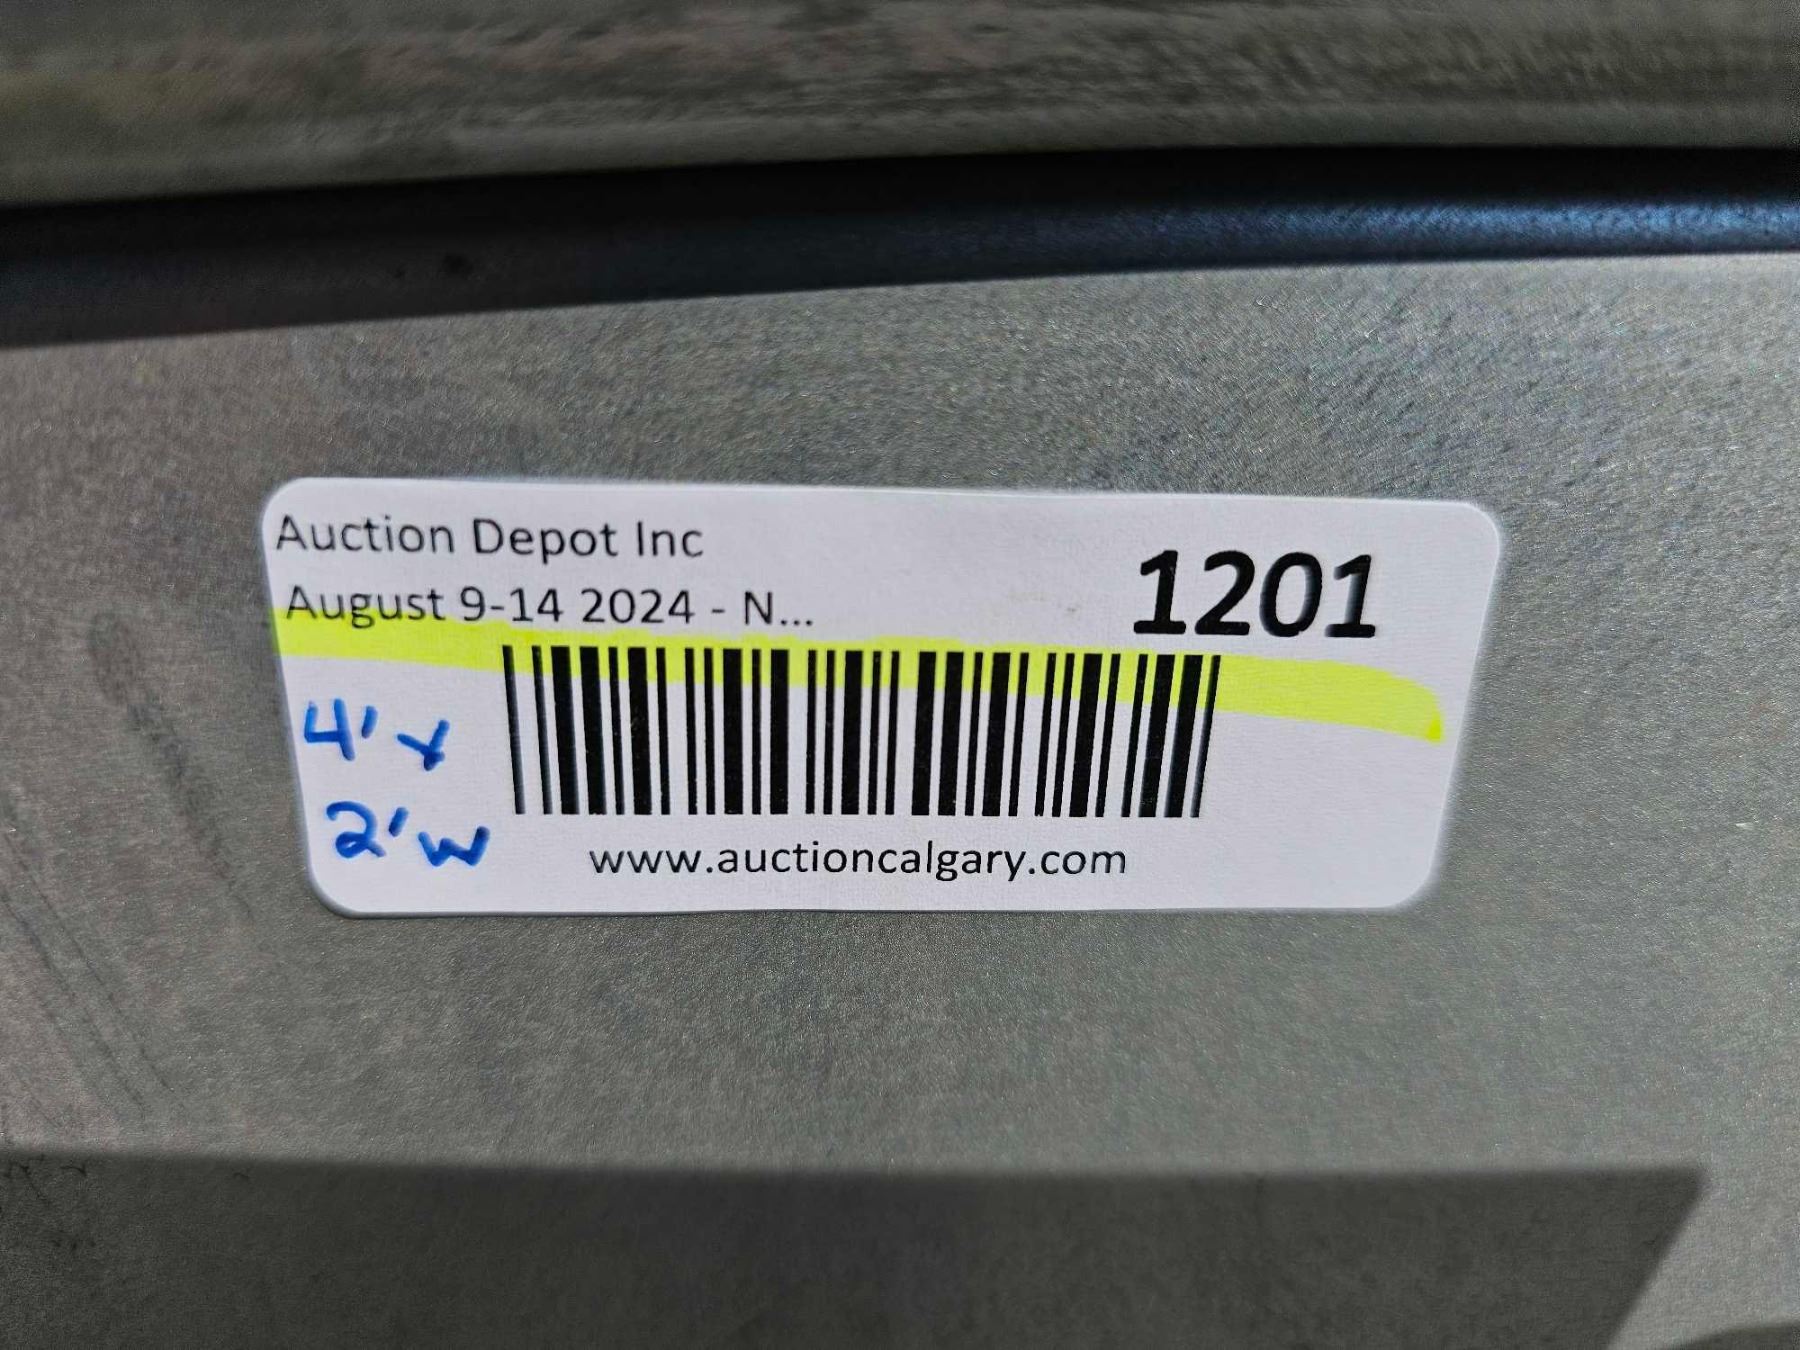 Auction Depot Inc
August 9-14 2024 - N...
1201
4' x
2' W
www.auctioncalgary.com